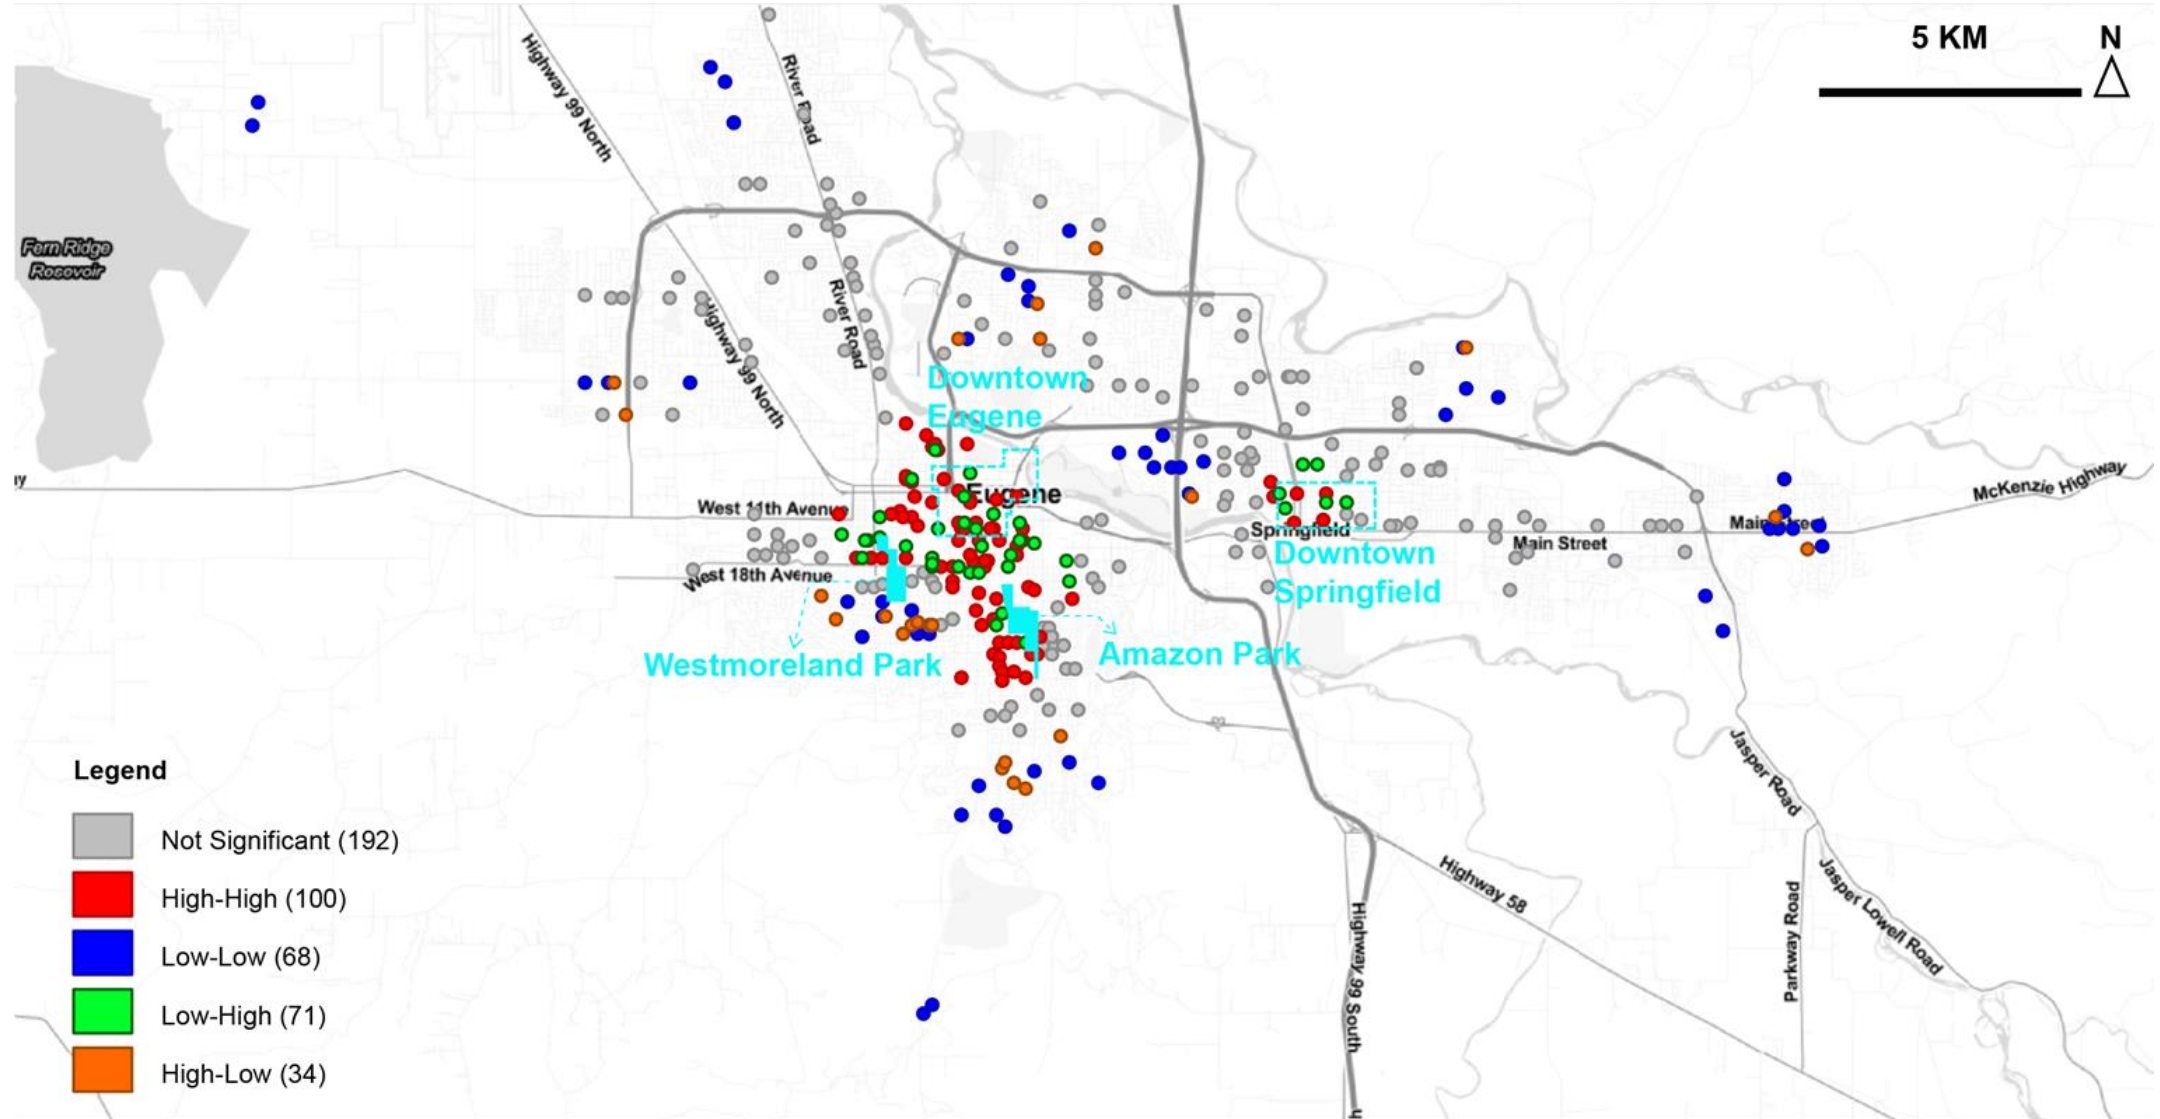 5 KM
N
Highway 99 North
River Road
Fern Ridge
Resevoir
River Road
Highway 99 North
Downtown
Eugene
Eugene
West 11th Avenue
McKenzie Highway
Main Street
Springfield
Main Street
Downtown
Springfield
West 18th Avenue
Westmoreland Park
Amazon Park
Jasper Road
Legend
Not Significant (192)
High-High (100)
Low-Low (68)
Low-High (71)
High-Low (34)
Highway 58
Jasper Lowell Road
Parkway Road
Highway 99 South